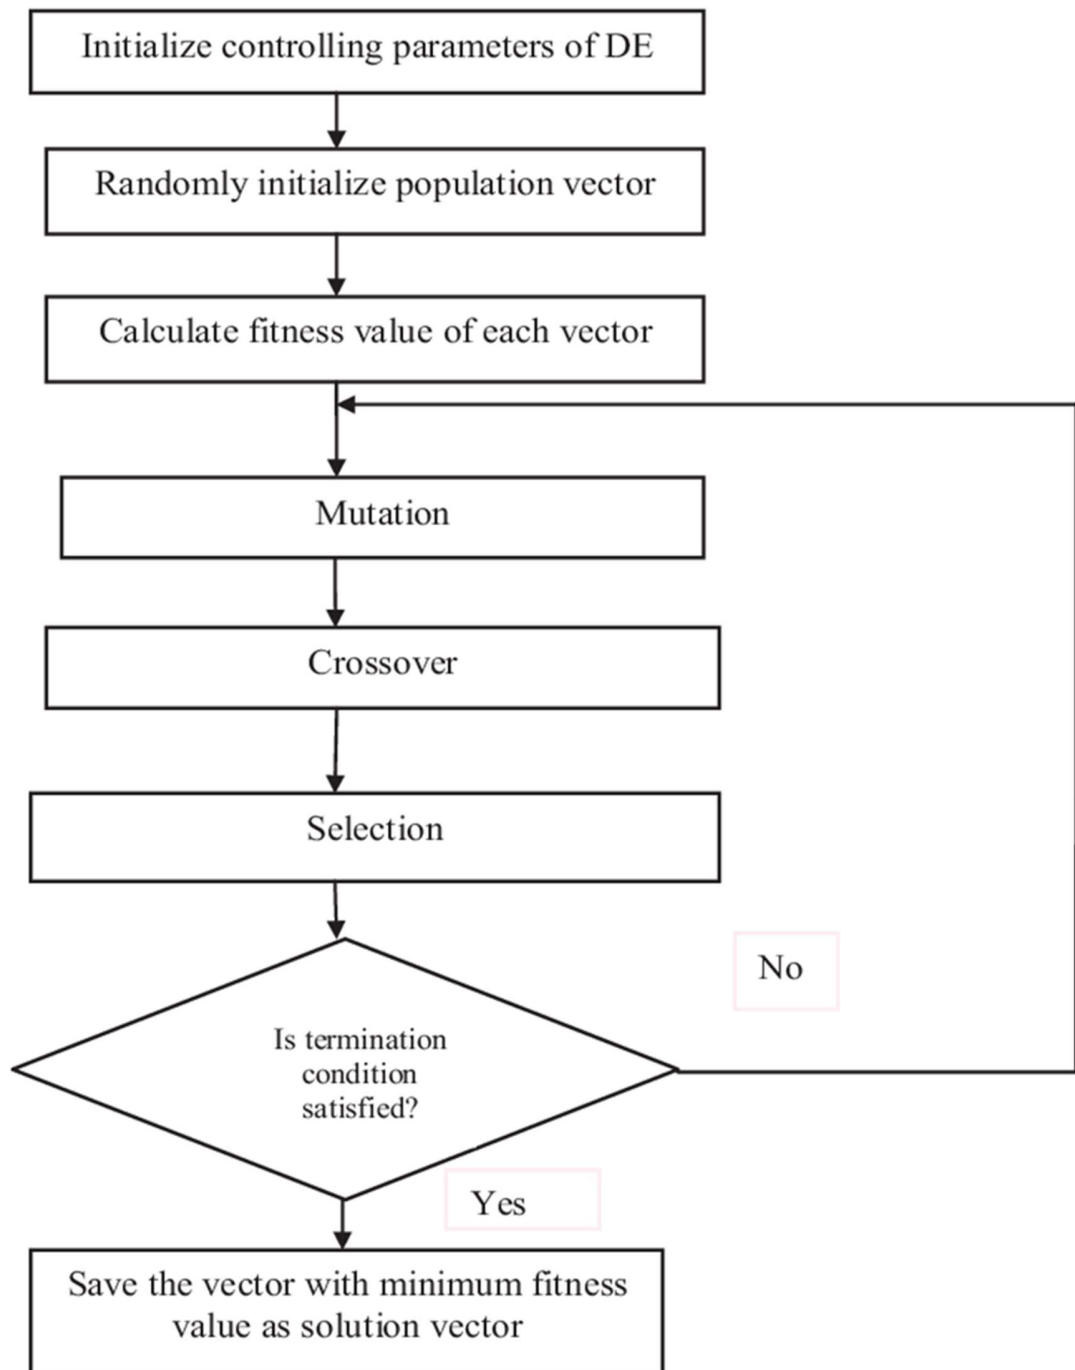 Initialize controlling parameters of DE
Randomly initialize population vector
Calculate fitness value of each vector
Mutation
Crossover
Selection
No
Is termination
condition
satisfied?
Yes
Save the vector with minimum fitness
value as solution vector